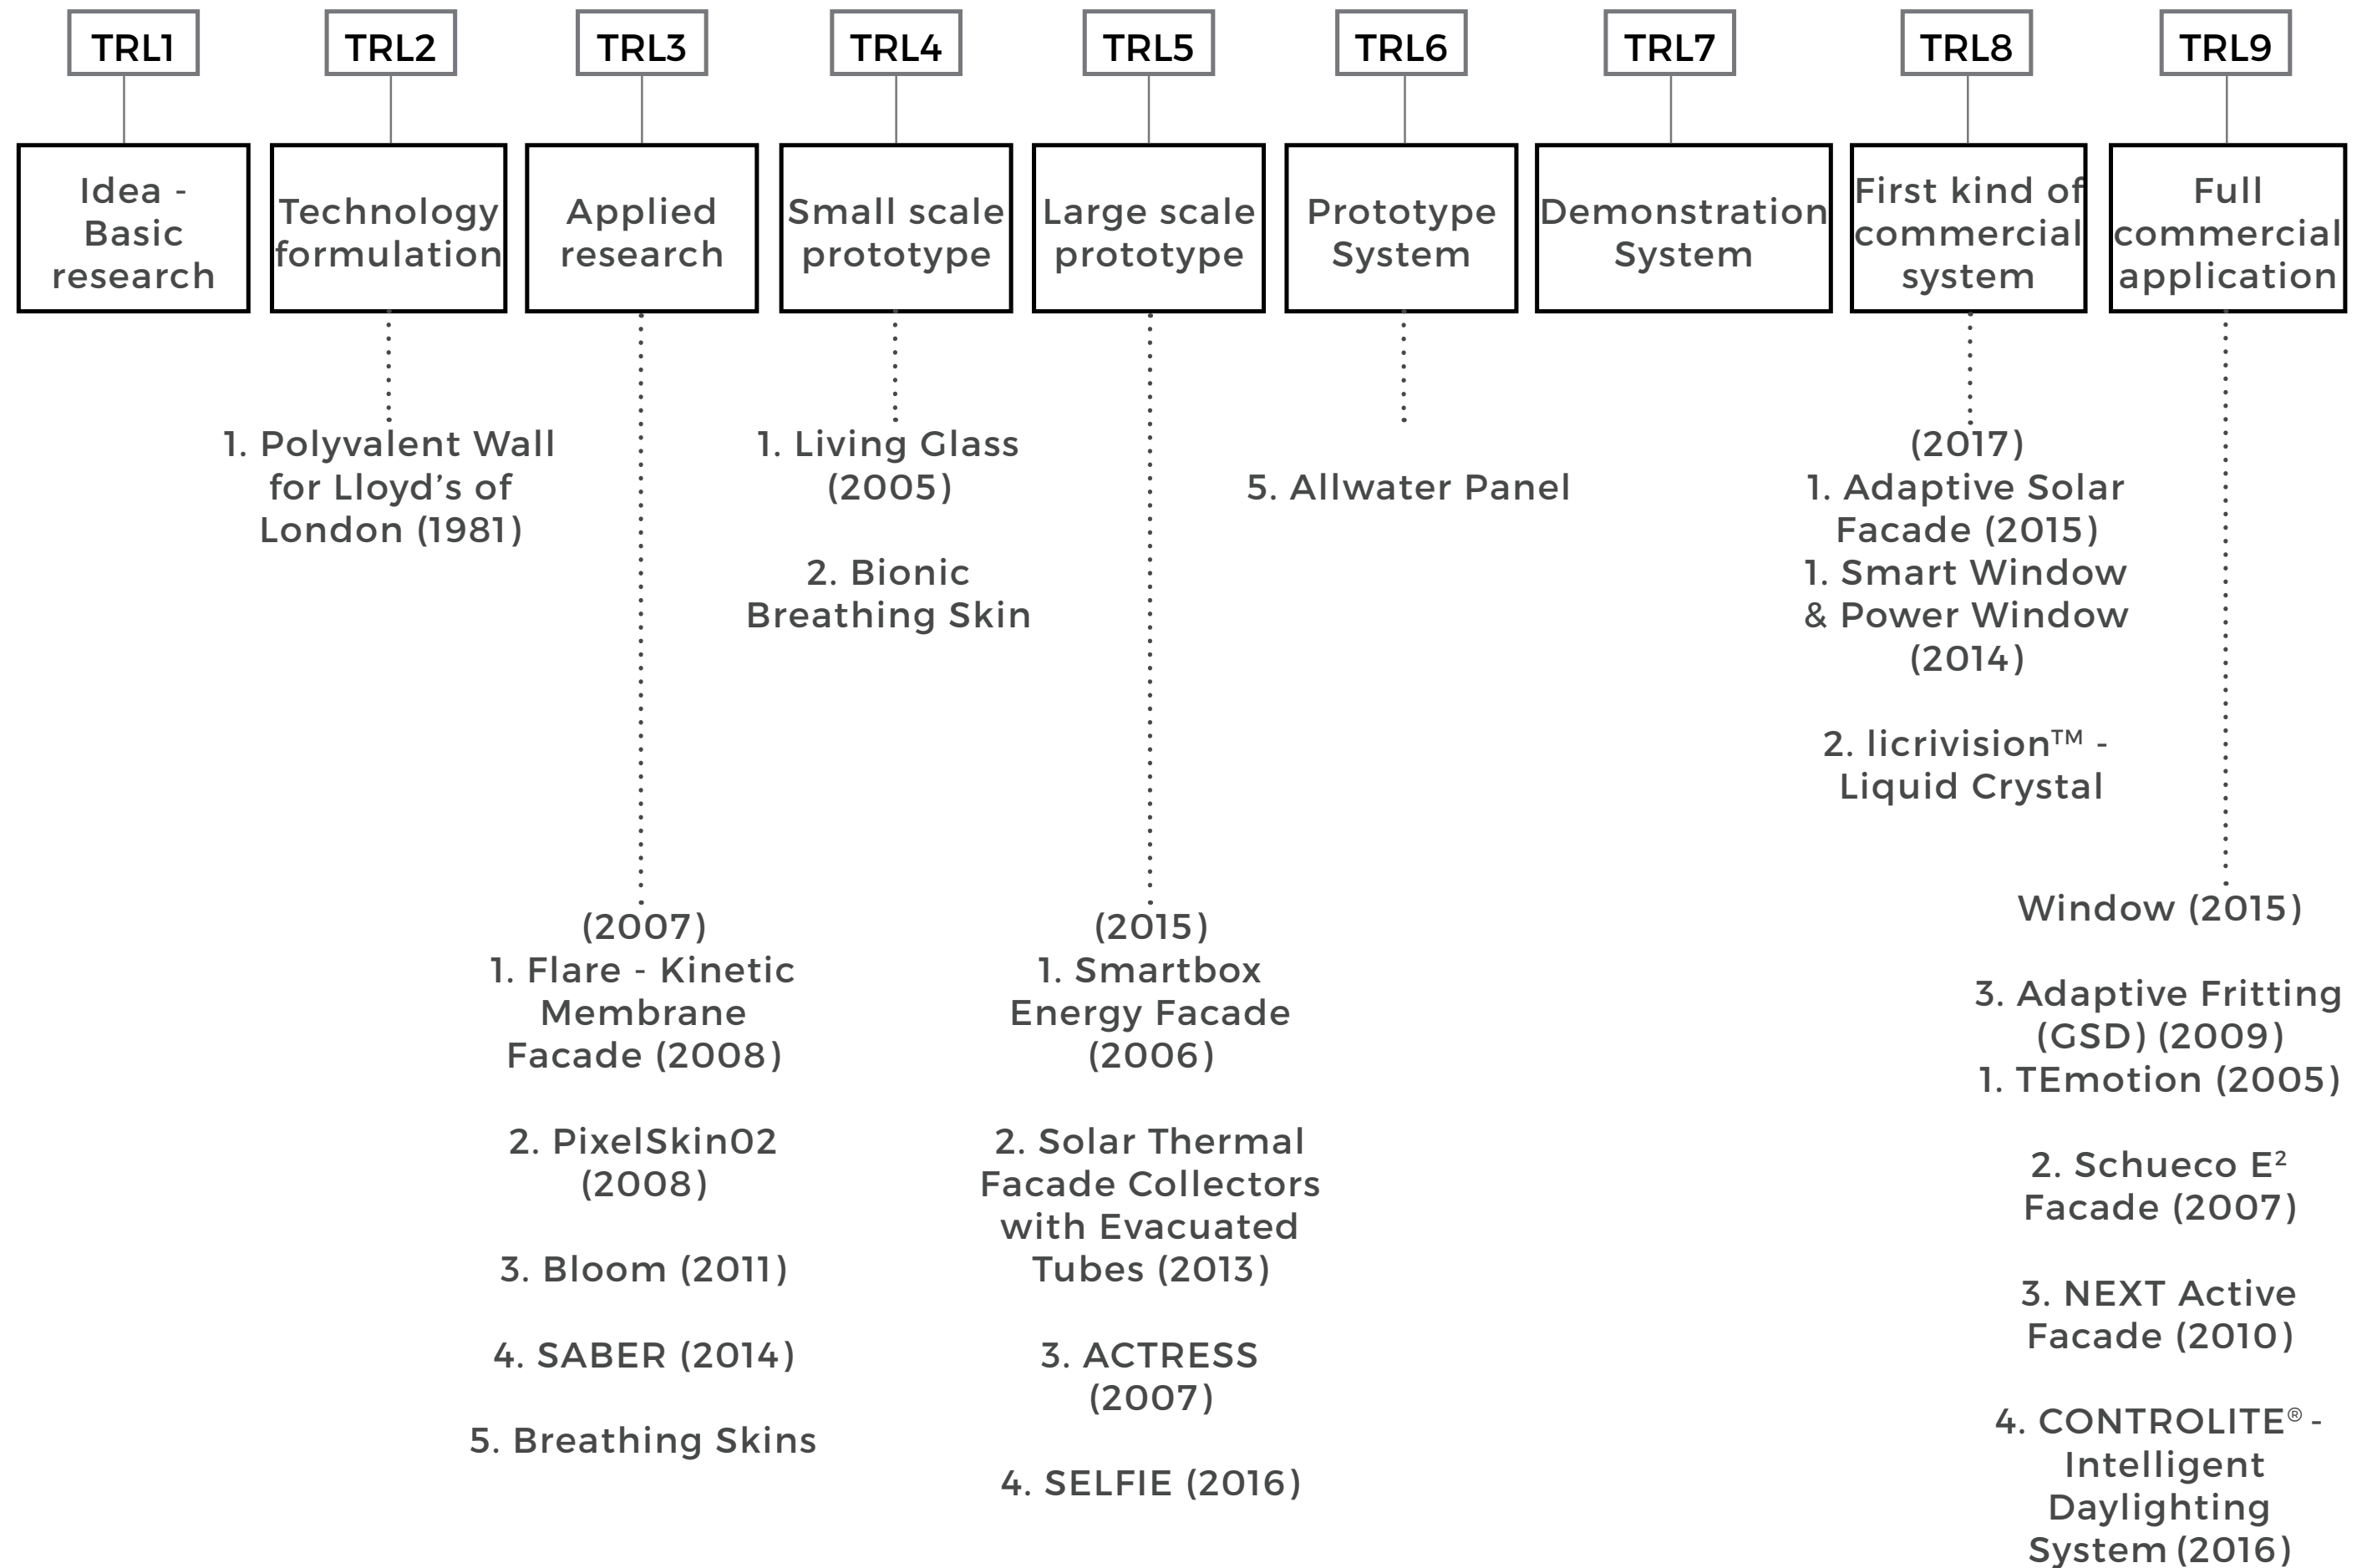 TRL1
TRL2
TRL3
TRL4
TRL5
TRL6
TRL7
TRL8
TRL9
Idea -
Basic
research
Technology
formulation
Applied
research
Small scale
prototype
Large scale
prototype
Prototype
System
Demonstration
System
First kind of
commercial
system
Full
commercial
application
1. Polyvalent Wall
for Lloyd’s of
London (1981)
(2007)
1. Flare - Kinetic
Membrane
Facade (2008)
2. PixelSkin02
(2008)
3. Bloom (2011)
4. SABER (2014)
5. Breathing Skins
1. Living Glass
(2005)
2. Bionic
Breathing Skin
(2015)
1. Smartbox
Energy Facade
(2006)
2. Solar Thermal
Facade Collectors
with Evacuated
Tubes (2013)
3. ACTRESS
(2007)
4. SELFIE (2016)
5. Allwater Panel
(2017)
1. Adaptive Solar
Facade (2015)
1. Smart Window
& Power Window
(2014)
2. licrivision™ -
Liquid Crystal
Window (2015)
3. Adaptive Fritting
(GSD) (2009)
1. TEmotion (2005)
2. Schueco E²
Facade (2007)
3. NEXT Active
Facade (2010)
4. CONTROLITE® -
Intelligent
Daylighting
System (2016)